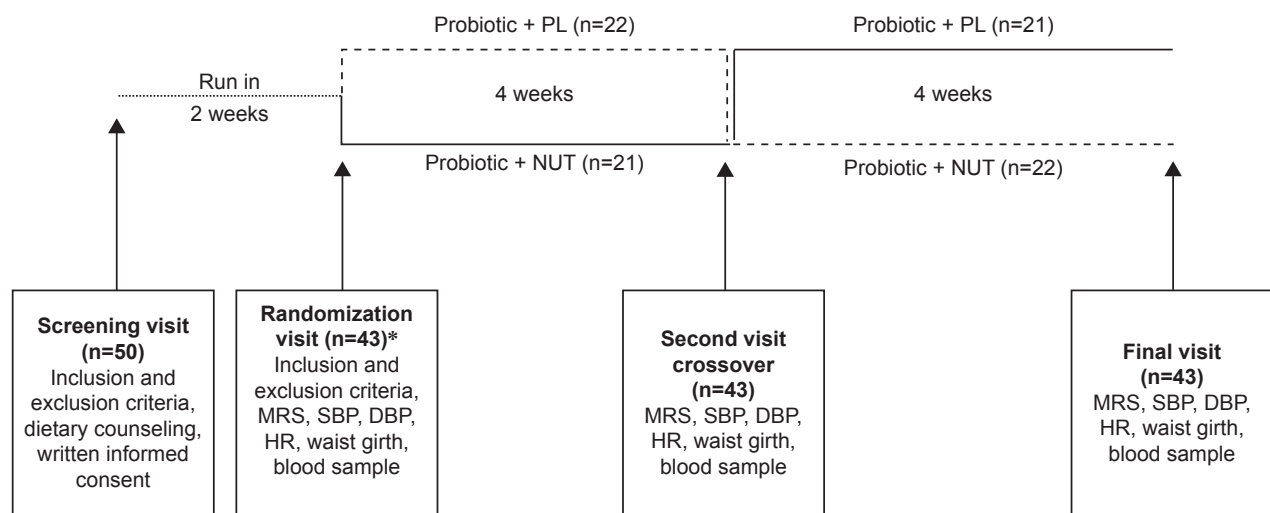 Probiotic + PL (n=22)
Probiotic + PL (n=21)
Run in
2 weeks
4 weeks
4 weeks
Probiotic + NUT (n=21)
Probiotic + NUT (n=22)
Screening visit
(n=50)
Inclusion and
exclusion criteria,
dietary counseling,
written informed
consent
Randomization
visit (n=43)*
Inclusion and
exclusion criteria,
MRS, SBP, DBP,
HR, waist girth,
blood sample
Second visit
crossover
(n=43)
MRS, SBP, DBP,
HR, waist girth,
blood sample
Final visit
(n=43)
MRS, SBP, DBP,
HR, waist girth,
blood sample